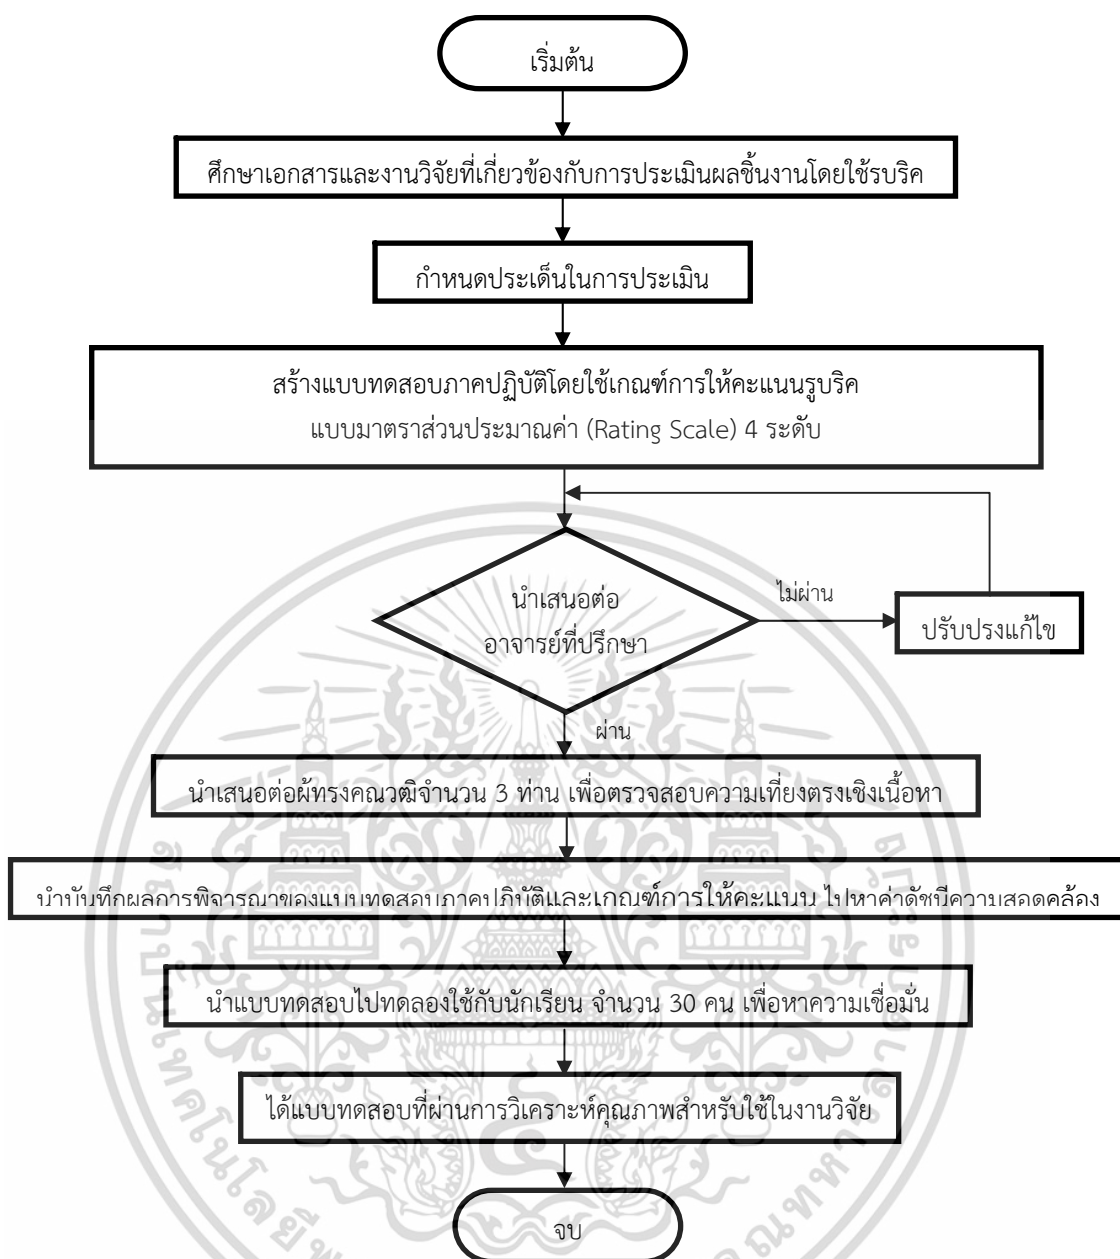 เริ่มต้น
ศึกษาเอกสารและงานวิจัยที่เกี่ยวข้องกับการประเมินผลชิ้นงานโดยใช้รบริค
กำหนดประเด็นในการประเมิน
สร้างแบบทดสอบภาคปฏิบัติโดยใช้เกณฑ์การให้คะแนนรูบริค
แบบมาตราส่วนประมาณค่า (Rating Scale) 4 ระดับ
นำเสนอต่อ
อาจารย์ที่ปรึกษา
ไม่ผ่าน
ปรับปรงแก้ไข
ผ่าน
นำเสนอต่อผ้ทรงคณวฒิจำนวน 3 ท่าน เพื่อตรวจสอบความเที่ยงตรงเชิงเนื้อหา
นำบันทึกผลการพิจารณาของแบบทดสอบภาคปฏิบัติและเกณฑ์การให้คะแนน ไปหาค่าดัชนีความสอดคล้อง
นำแบบทดสอบไปทดลองใช้กับนักเรียน จำนวน 30 คน เพื่อหาความเชื่อมั่น
ได้แบบทดสอบที่ผ่านการวิเคราะห์คุณภาพสำหรับใช้ในงานวิจัย
จบ